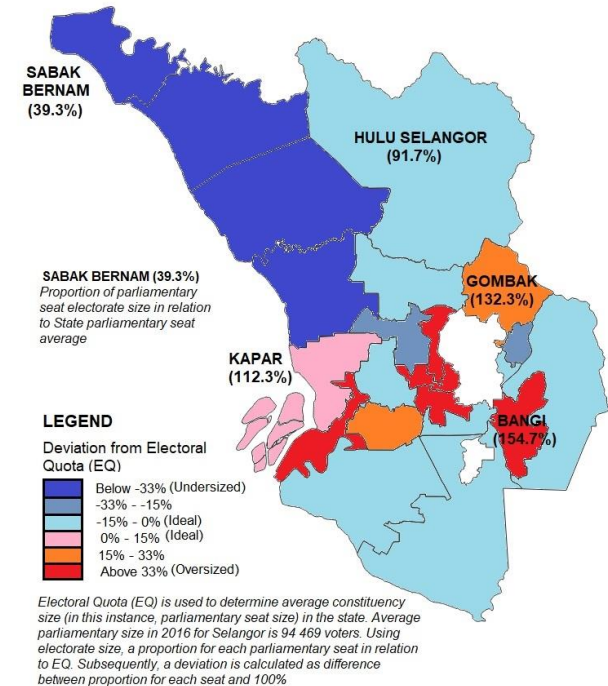 SABAK
BERNAM
(39.3%)
HULU SELANGOR
(91.7%)
SABAK BERNAM (39.3%)
Proportion of parliamentary
seat electorate size in relation
to State parliamentary seat
average
GOMBAK
(132.3%)
KAPAR
(112.3%)
BANGI
(154.7%)
LEGEND
Deviation from Electoral
Quota (EQ)
Below -33% (Undersized)
-33% - -15%
-15% - 0% (Ideal)
0% - 15% (Ideal)
15% - 33%
Above 33% (Oversized)
Electoral Quota (EQ) is used to determine average constituency
size (in this instance, parliamentary seat size) in the state. Average
parliamentary size in 2016 for Selangor is 94 469 voters. Using
electorate size, a proportion for each parliamentary seat in relation
to EQ. Subsequently, a deviation is calculated as difference
between proportion for each seat and 100%